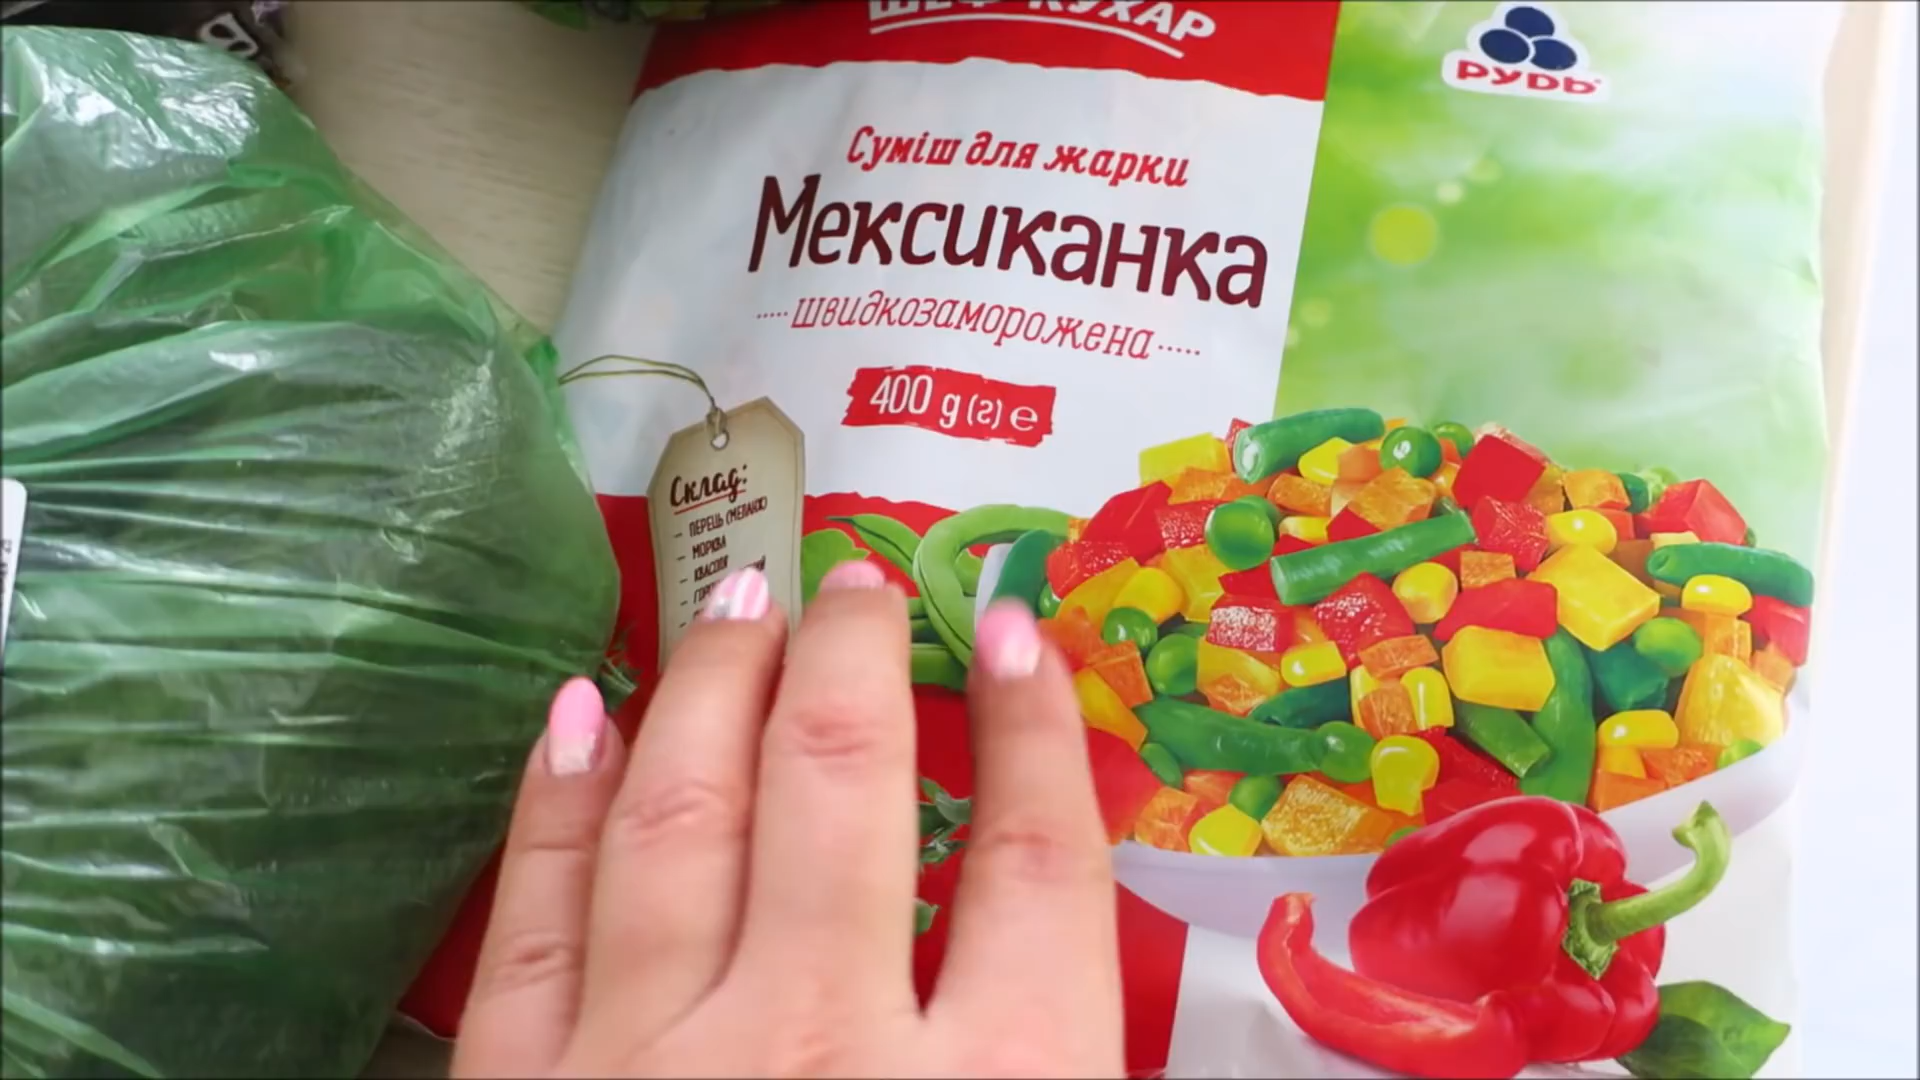 ШЕФ-КУХАР
РУДЬ
Суміш для жарки
Мексиканка
швидкозаморожена
400 g (г) е
Склад:
- ПЕРЕЦЬ (МЕЛАНЖ)
- МОРКВА
- КВАСОЛЯ